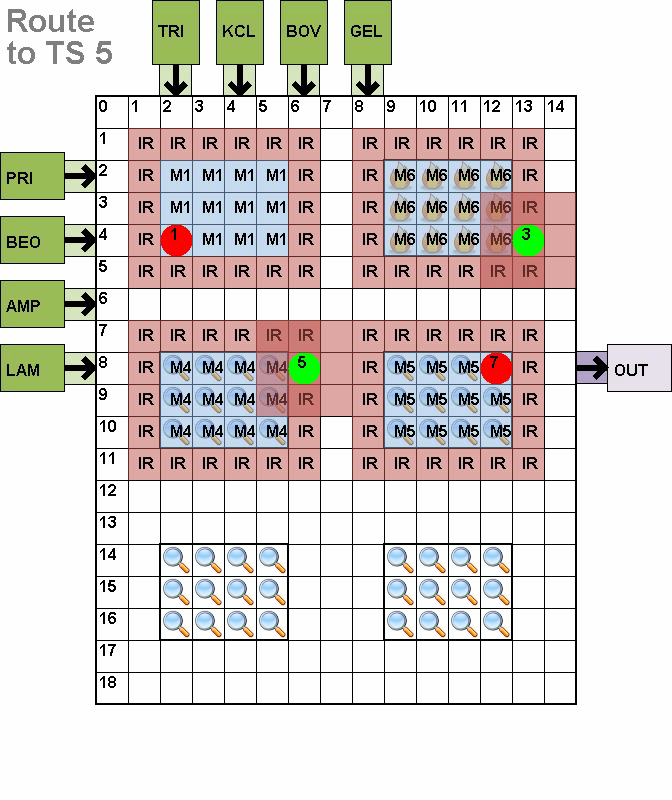 Route
to TS 5
TRI KCL BOV GEL
0 1 2 3 4 5 6 7 8 9 10 11 12 13 14
1 IR IR IR IR IR IR IR IR IR IR IR IR
PRI 2 IR M1 M1 M1 M1 IR IR M6 M6 M6 M6 IR
3 IR M1 M1 M1 M1 IR IR M6 M6 M6 M6 IR
BEO 4 IR 1 M1 M1 M1 IR IR M6 M6 M6 M6 3
5 IR IR IR IR IR IR IR IR IR IR IR IR
AMP 6
7 IR IR IR IR IR IR IR IR IR IR IR IR
LAM 8 IR M4 M4 M4 M4 5 IR M5 M5 M5 7 IR OUT
9 IR M4 M4 M4 M4 IR IR M5 M5 M5 M5 IR
10 IR M4 M4 M4 M4 IR IR M5 M5 M5 M5 IR
11 IR IR IR IR IR IR IR IR IR IR IR IR
12
13
14
15
16
17
18